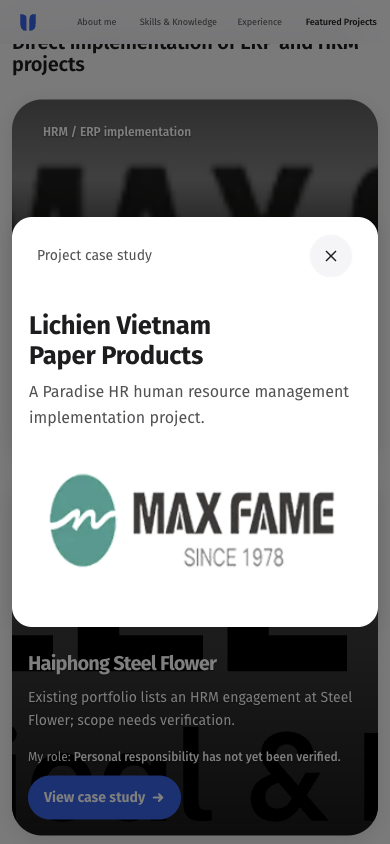 About me
Skills & Knowledge
Experience
Featured Projects
Direct implementation of ERP and HRM
projects
HRM / ERP implementation
MAX
Project case study
Lichien Vietnam
Paper Products
A Paradise HR human resource management
implementation project.
MAX FAME
SINCE 1978
Haiphong Steel Flower
Existing portfolio lists an HRM engagement at Steel
Flower; scope needs verification.
My role: Personal responsibility has not yet been verified.
View case study →